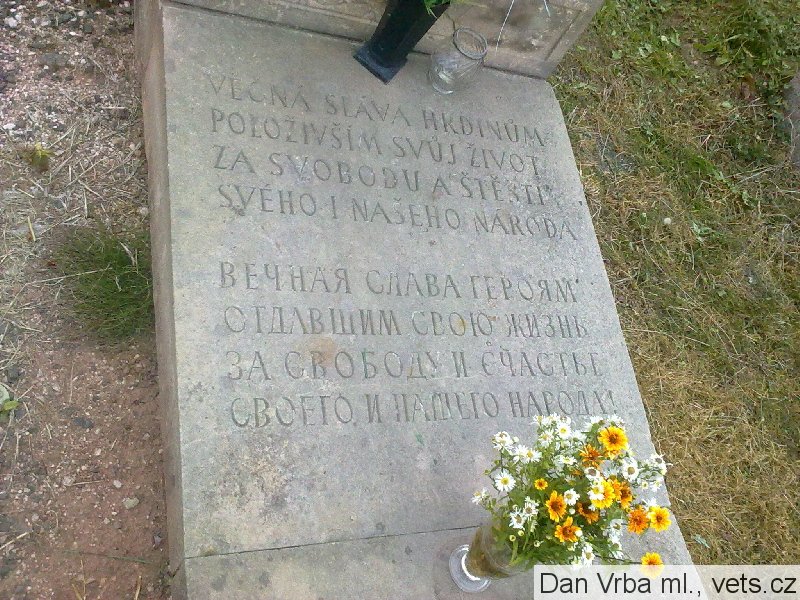 VĚČNÁ SLÁVA HRDINŮM
POLOŽIVŠÍM SVŮJ ŽIVOT
ZA SVOBODU A ŠTĚSTÍ
SVÉHO I NAŠEHO NÁRODA
ВЕЧНАЯ СЛАВА ГЕРОЯМ
ОТДАВШИМ СВОЮ ЖИЗНЬ
ЗА СВОБОДУ И СЧАСТЬЕ
СВОЕГО И НАШЕГО НАРОДА!
Dan Vrba ml., vets.cz